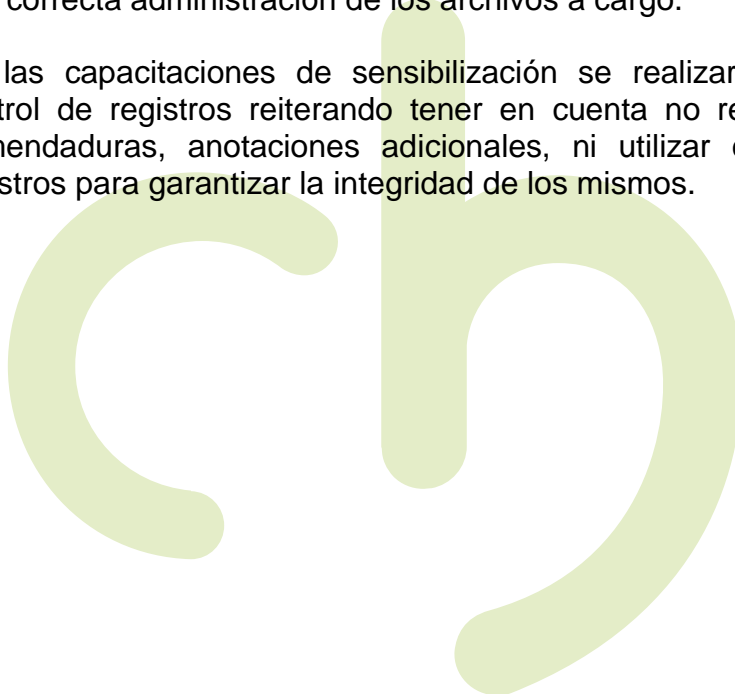 correcta administración de los archivos a cargo.
las capacitaciones de sensibilización se realizar
trol de registros reiterando tener en cuenta no re
mendaduras, anotaciones adicionales, ni utilizar
stros para garantizar la integridad de los mismos.